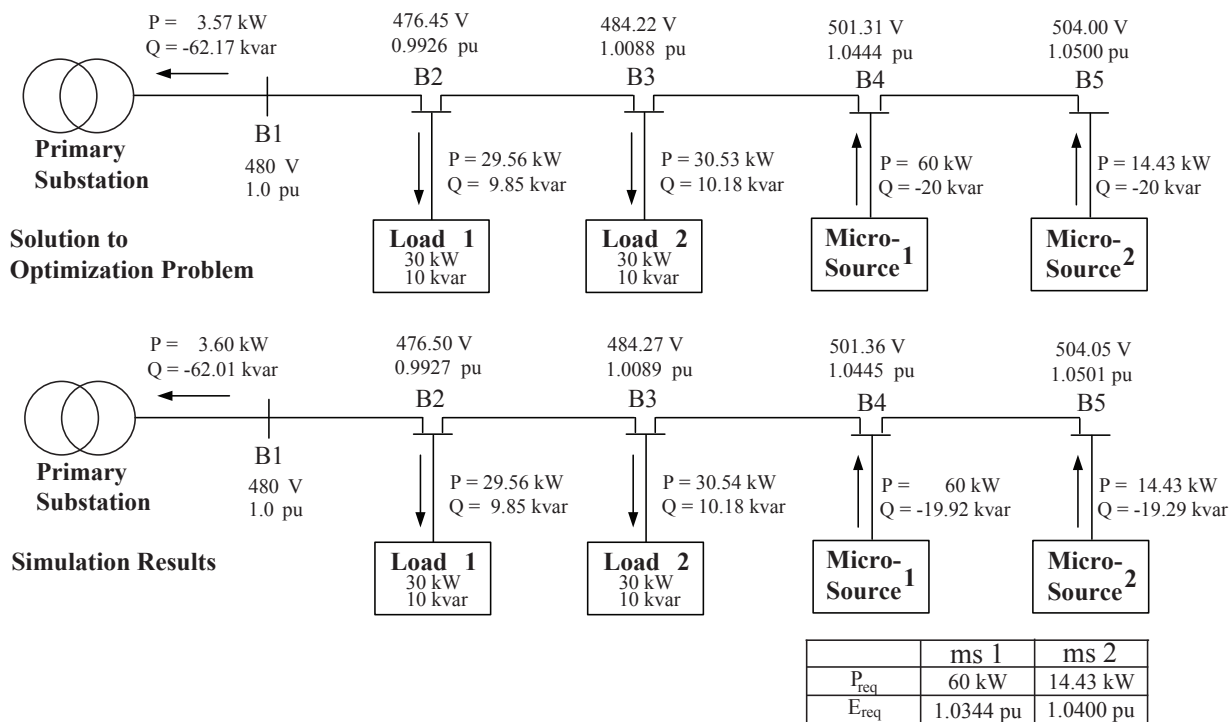 P = 3.57 kW
Q = -62.17 kvar
476.45 V
0.9926 pu
484.22 V
1.0088 pu
501.31 V
1.0444 pu
504.00 V
1.0500 pu
B2
B3
B4
B5
B1
480 V
1.0 pu
Primary
Substation
P = 29.56 kW
Q = 9.85 kvar
P = 30.53 kW
Q = 10.18 kvar
P = 60 kW
Q = -20 kvar
P = 14.43 kW
Q = -20 kvar
Load 1
30 kW
10 kvar
Load 2
30 kW
10 kvar
Micro-
Source 1
Micro-
Source 2
Solution to
Optimization Problem
P = 3.60 kW
Q = -62.01 kvar
476.50 V
0.9927 pu
484.27 V
1.0089 pu
501.36 V
1.0445 pu
504.05 V
1.0501 pu
B2
B3
B4
B5
B1
480 V
1.0 pu
Primary
Substation
P = 29.56 kW
Q = 9.85 kvar
P = 30.54 kW
Q = 10.18 kvar
P = 60 kW
Q = -19.92 kvar
P = 14.43 kW
Q = -19.29 kvar
Load 1
30 kW
10 kvar
Load 2
30 kW
10 kvar
Micro-
Source 1
Micro-
Source 2
Simulation Results
ms 1 ms 2
Preq 60 kW 14.43 kW
Ereq 1.0344 pu 1.0400 pu